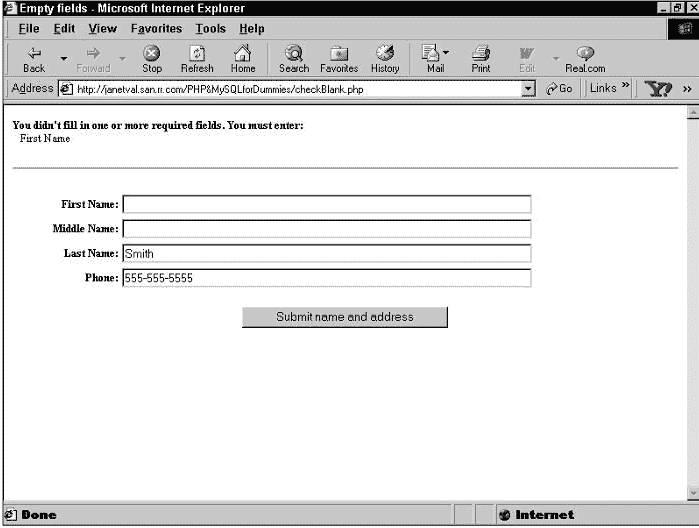 Empty fields - Microsoft Internet Explorer
File Edit View Favorites Tools Help
Back Forward Stop Refresh Home Search Favorites History Mail Print Edit Real.com
Address http://janetval.san.rr.com/PHP&MySQLforDummies/checkBlank.php Go Links » Y! »
You didn't fill in one or more required fields. You must enter:
First Name
First Name:
Middle Name:
Last Name: Smith
Phone: 555-555-5555
Submit name and address
Done Internet